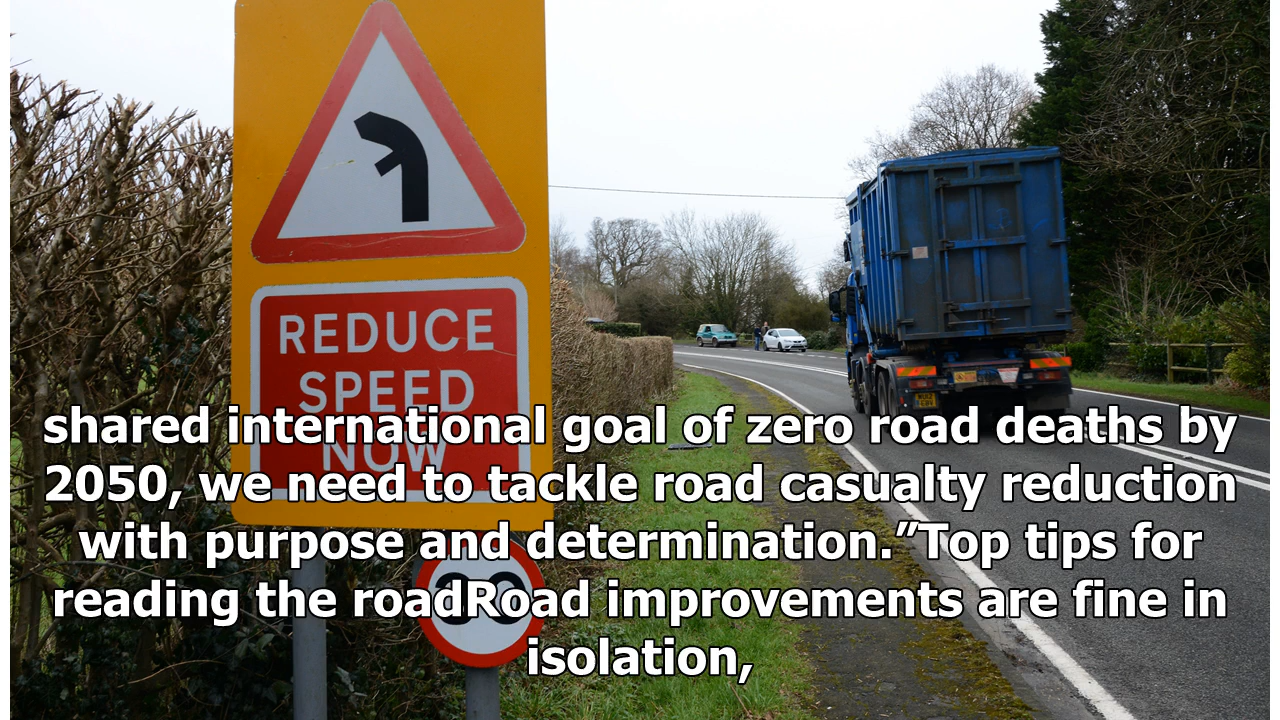 REDUCE
SPEED
NOW
30
shared international goal of zero road deaths by
2050, we need to tackle road casualty reduction
with purpose and determination.”Top tips for
reading the roadRoad improvements are fine in
isolation,